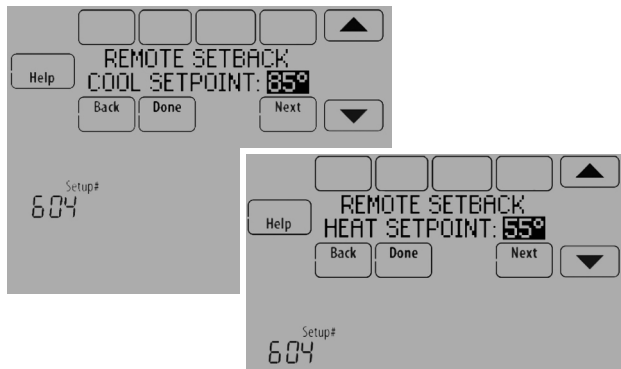 REMOTE SETBACK
Help
COOL SETPOINT: 85°
Back Done Next
Setup#
604
REMOTE SETBACK
Help
HEAT SETPOINT: 55°
Back Done Next
Setup#
604